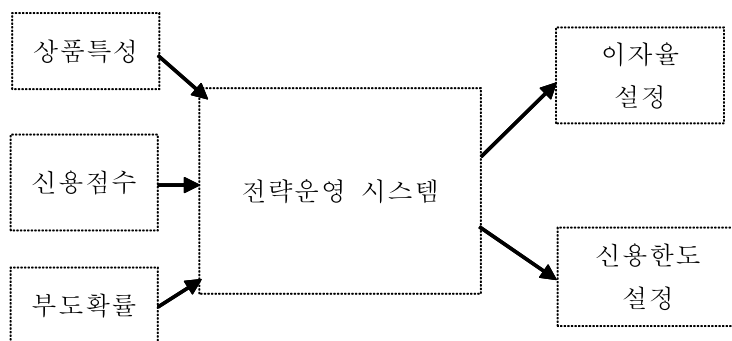 상품특성
신용점수
부도확률
전략운영 시스템
이자율
설정
신용한도
설정